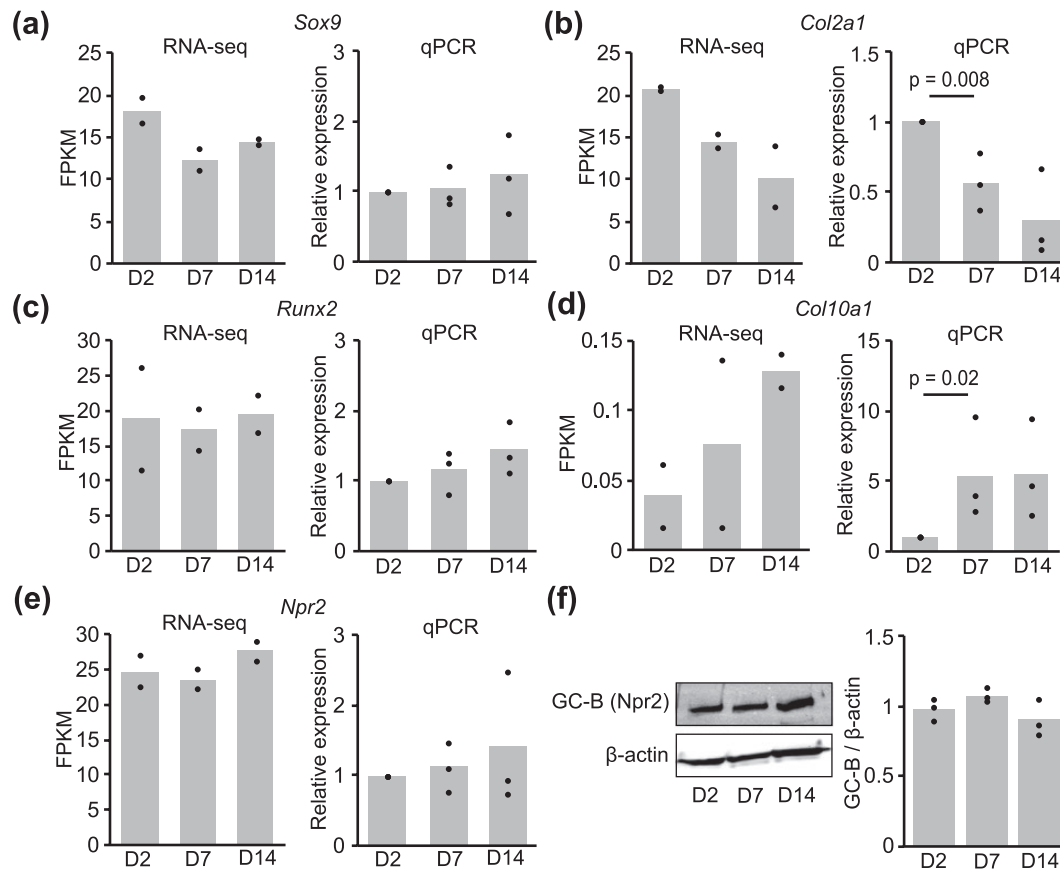 (a)
Sox9
RNA-seq
FPKM
25
20
15
10
5
0
D2 D7 D14
qPCR
Relative expression
3
2
1
0
D2 D7 D14
(b)
Col2a1
RNA-seq
FPKM
25
20
15
10
5
0
D2 D7 D14
qPCR
p = 0.008
Relative expression
1.5
1
0.5
0
D2 D7 D14
(c)
Runx2
RNA-seq
FPKM
30
25
20
15
10
5
0
D2 D7 D14
qPCR
Relative expression
3
2
1
0
D2 D7 D14
(d)
Col10a1
RNA-seq
FPKM
0.15
0.1
0.05
0
D2 D7 D14
qPCR
p = 0.02
Relative expression
15
10
5
0
D2 D7 D14
(e)
Npr2
RNA-seq
FPKM
30
25
20
15
10
5
0
D2 D7 D14
qPCR
Relative expression
3
2
1
0
D2 D7 D14
(f)
GC-B (Npr2)
β-actin
D2 D7 D14
GC-B / β-actin
1.5
1
0.5
0
D2 D7 D14